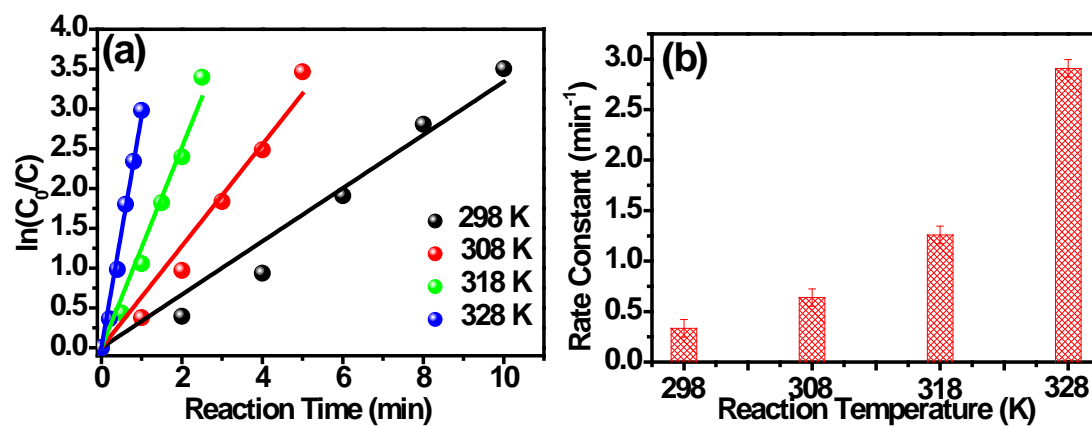 (a)
ln(C₀/C)
4.0
3.5
3.0
2.5
2.0
1.5
1.0
0.5
0.0
298 K
308 K
318 K
328 K
0 2 4 6 8 10
Reaction Time (min)
(b)
Rate Constant (min⁻¹)
3.0
2.5
2.0
1.5
1.0
0.5
0.0
298 308 318 328
Reaction Temperature (K)